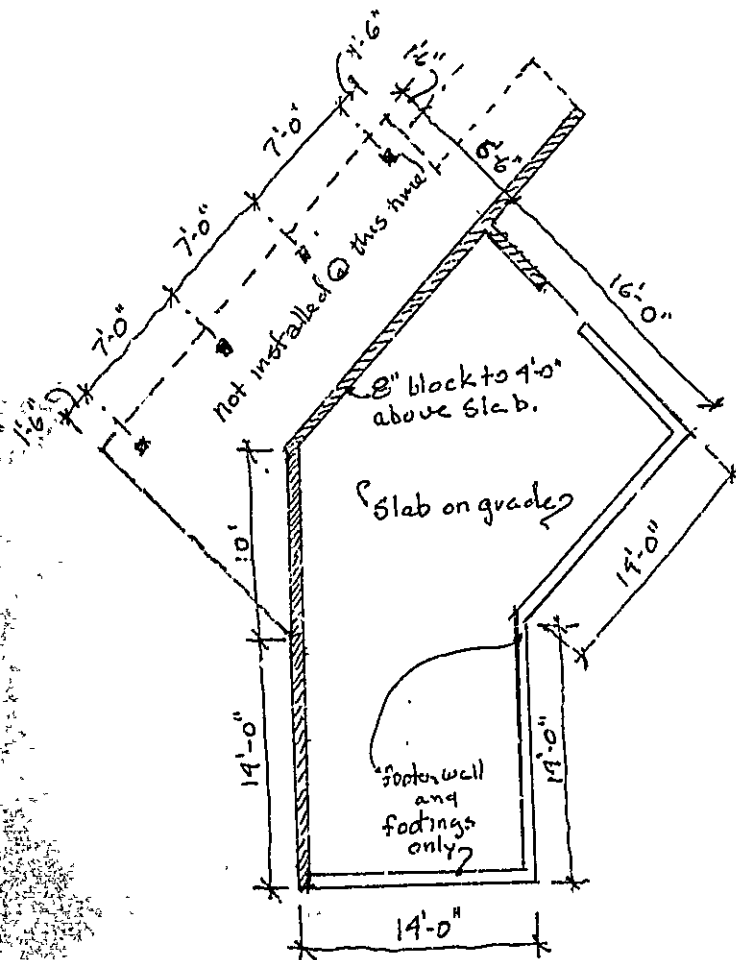 1'-6"
1'-6"
7'-0"
7'-0"
7'-0"
1'-6"
6'-6"
16'-0"
not installed @ this time
8" block to 4'-0"
above slab.
Slab on grade
10'
14'-0"
14'-0"
14'-0"
wall
and
footings
only
14'-0"